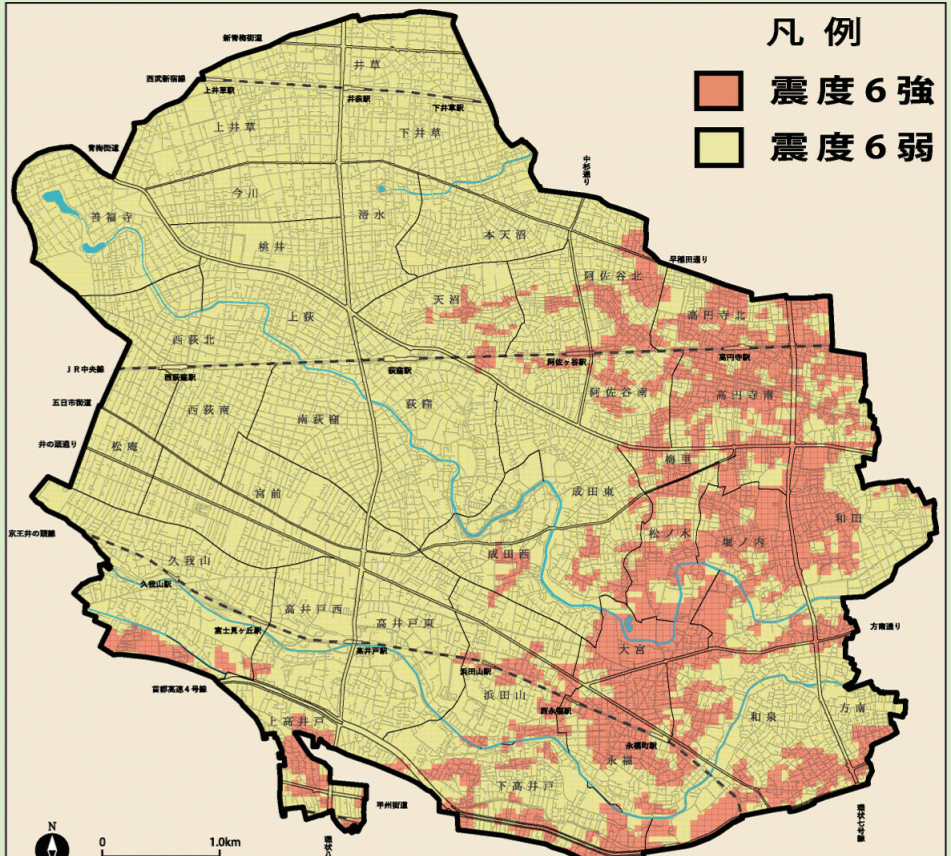 凡例
震度6強
震度6弱
新青梅街道
井草
西武新宿線
上井草駅
井荻駅
下井草駅
上井草
下井草
青梅街道
中杉通り
今川
清水
善福寺
桃井
本天沼
早稲田通り
阿佐谷北
天沼
上荻
高円寺北
西荻北
JR中央線
西荻窪駅
荻窪駅
阿佐ヶ谷駅
高円寺駅
五日市街道
西荻南
南荻窪
荻窪
阿佐谷南
高円寺南
井の頭通り
松庵
梅里
宮前
成田東
和田
京王井の頭線
松ノ木
堀ノ内
久我山
成田西
久我山駅
高井戸西
高井戸東
富士見ヶ丘駅
高井戸駅
大宮
方南通り
浜田山駅
首都高速4号線
浜田山
西永福駅
和泉
方南
上高井戸
永福町駅
永福
下高井戸
甲州街道
環状七号線
環状八
N
0
1.0km